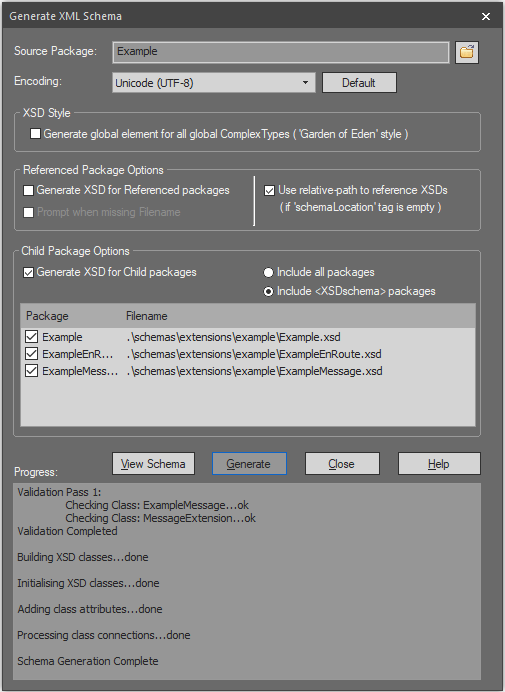 Generate XML Schema
Source Package: Example
Encoding: Unicode (UTF-8) Default
XSD Style
Generate global element for all global ComplexTypes ( 'Garden of Eden' style )
Referenced Package Options
Generate XSD for Referenced packages
Prompt when missing Filename
Use relative-path to reference XSDs
( if 'schemaLocation' tag is empty )
Child Package Options
Generate XSD for Child packages
Include all packages
Include <XSDschema> packages
Package Filename
Example .\schemas\extensions\example\Example.xsd
ExampleEnR... .\schemas\extensions\example\ExampleEnRoute.xsd
ExampleMess... .\schemas\extensions\example\ExampleMessage.xsd
View Schema Generate Close Help
Progress:
Validation Pass 1:
Checking Class: ExampleMessage...ok
Checking Class: MessageExtension...ok
Validation Completed
Building XSD classes...done
Initialising XSD classes...done
Adding class attributes...done
Processing class connections...done
Schema Generation Complete